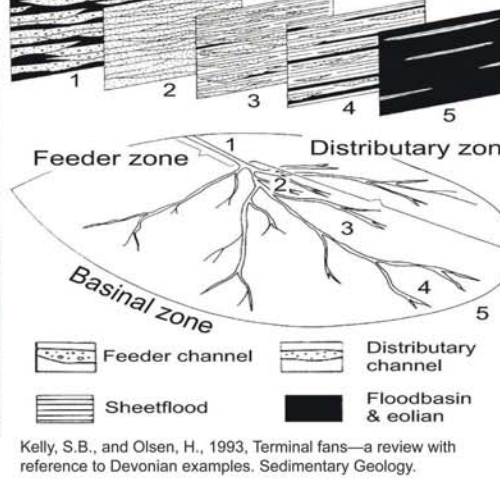 1
2
3
4
5
Feeder zone
1
Distributary zon
2
3
4
5
Basinal zone
Feeder channel
Distributary
channel
Sheetflood
Floodbasin
& eolian
Kelly, S.B., and Olsen, H., 1993, Terminal fans—a review with
reference to Devonian examples. Sedimentary Geology.